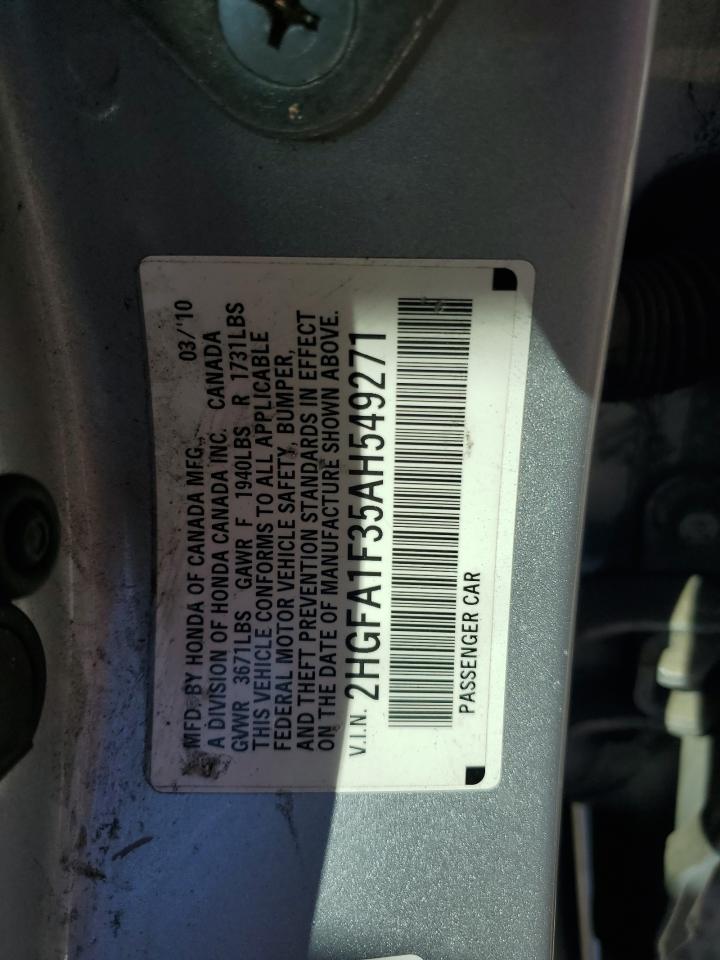 MFD. BY HONDA OF CANADA MFG., 03/'10
A DIVISION OF HONDA CANADA INC. CANADA
GVWR 3671LBS GAWR F 1940LBS R 1731LBS
THIS VEHICLE CONFORMS TO ALL APPLICABLE
FEDERAL MOTOR VEHICLE SAFETY, BUMPER,
AND THEFT PREVENTION STANDARDS IN EFFECT
ON THE DATE OF MANUFACTURE SHOWN ABOVE.
V.I.N. 2HGFA1F35AH549271
PASSENGER CAR